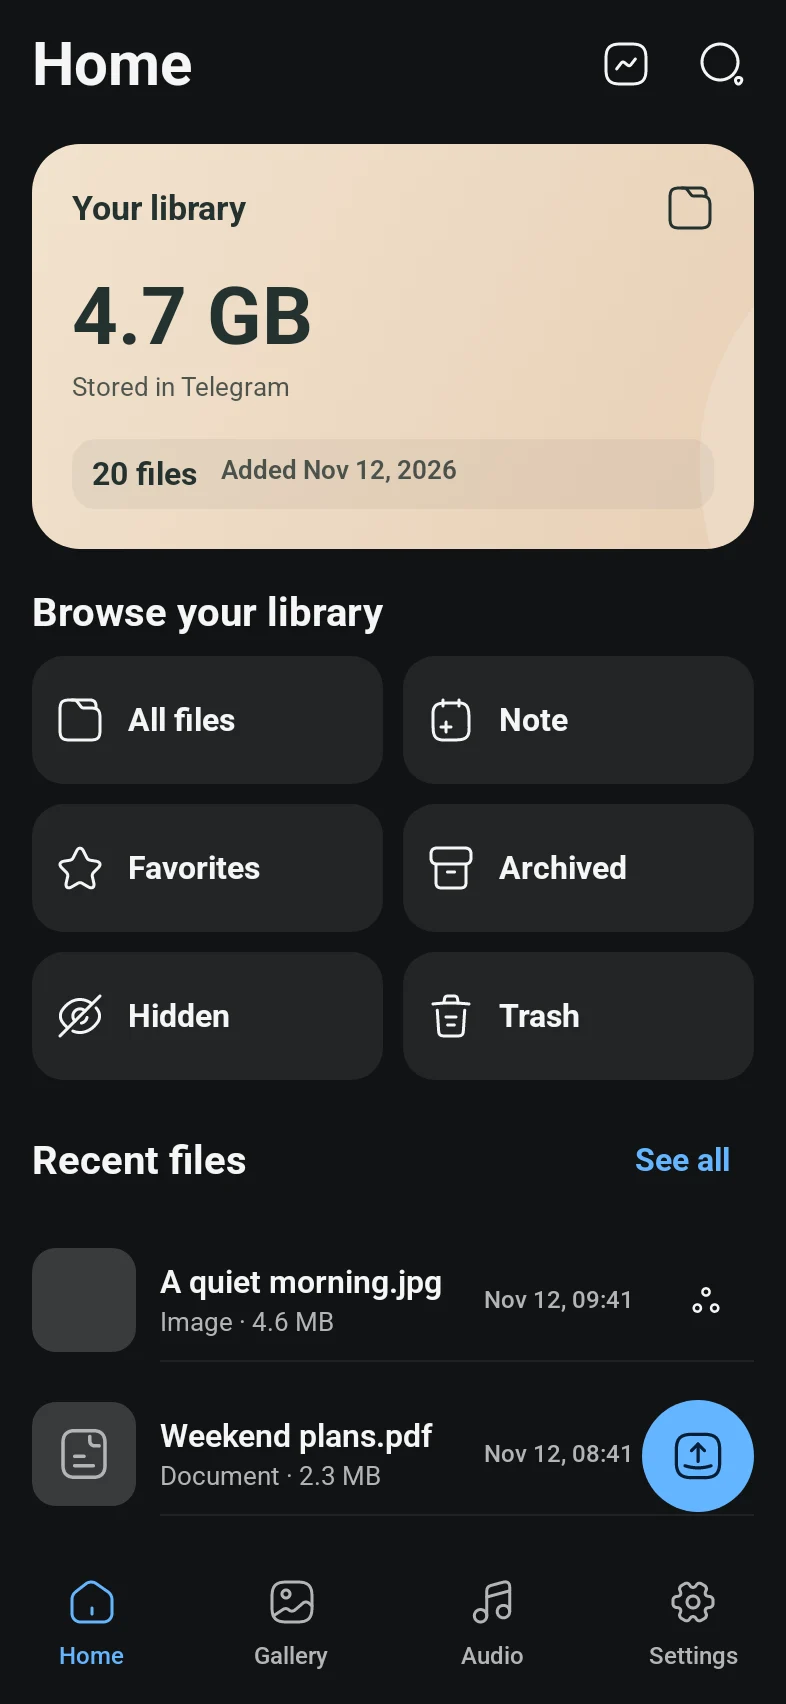 Home
Your library
4.7 GB
Stored in Telegram
20 files Added Nov 12, 2026
Browse your library
All files
Note
Favorites
Archived
Hidden
Trash
Recent files
See all
A quiet morning.jpg
Image · 4.6 MB
Nov 12, 09:41
Weekend plans.pdf
Document · 2.3 MB
Nov 12, 08:41
Home
Gallery
Audio
Settings